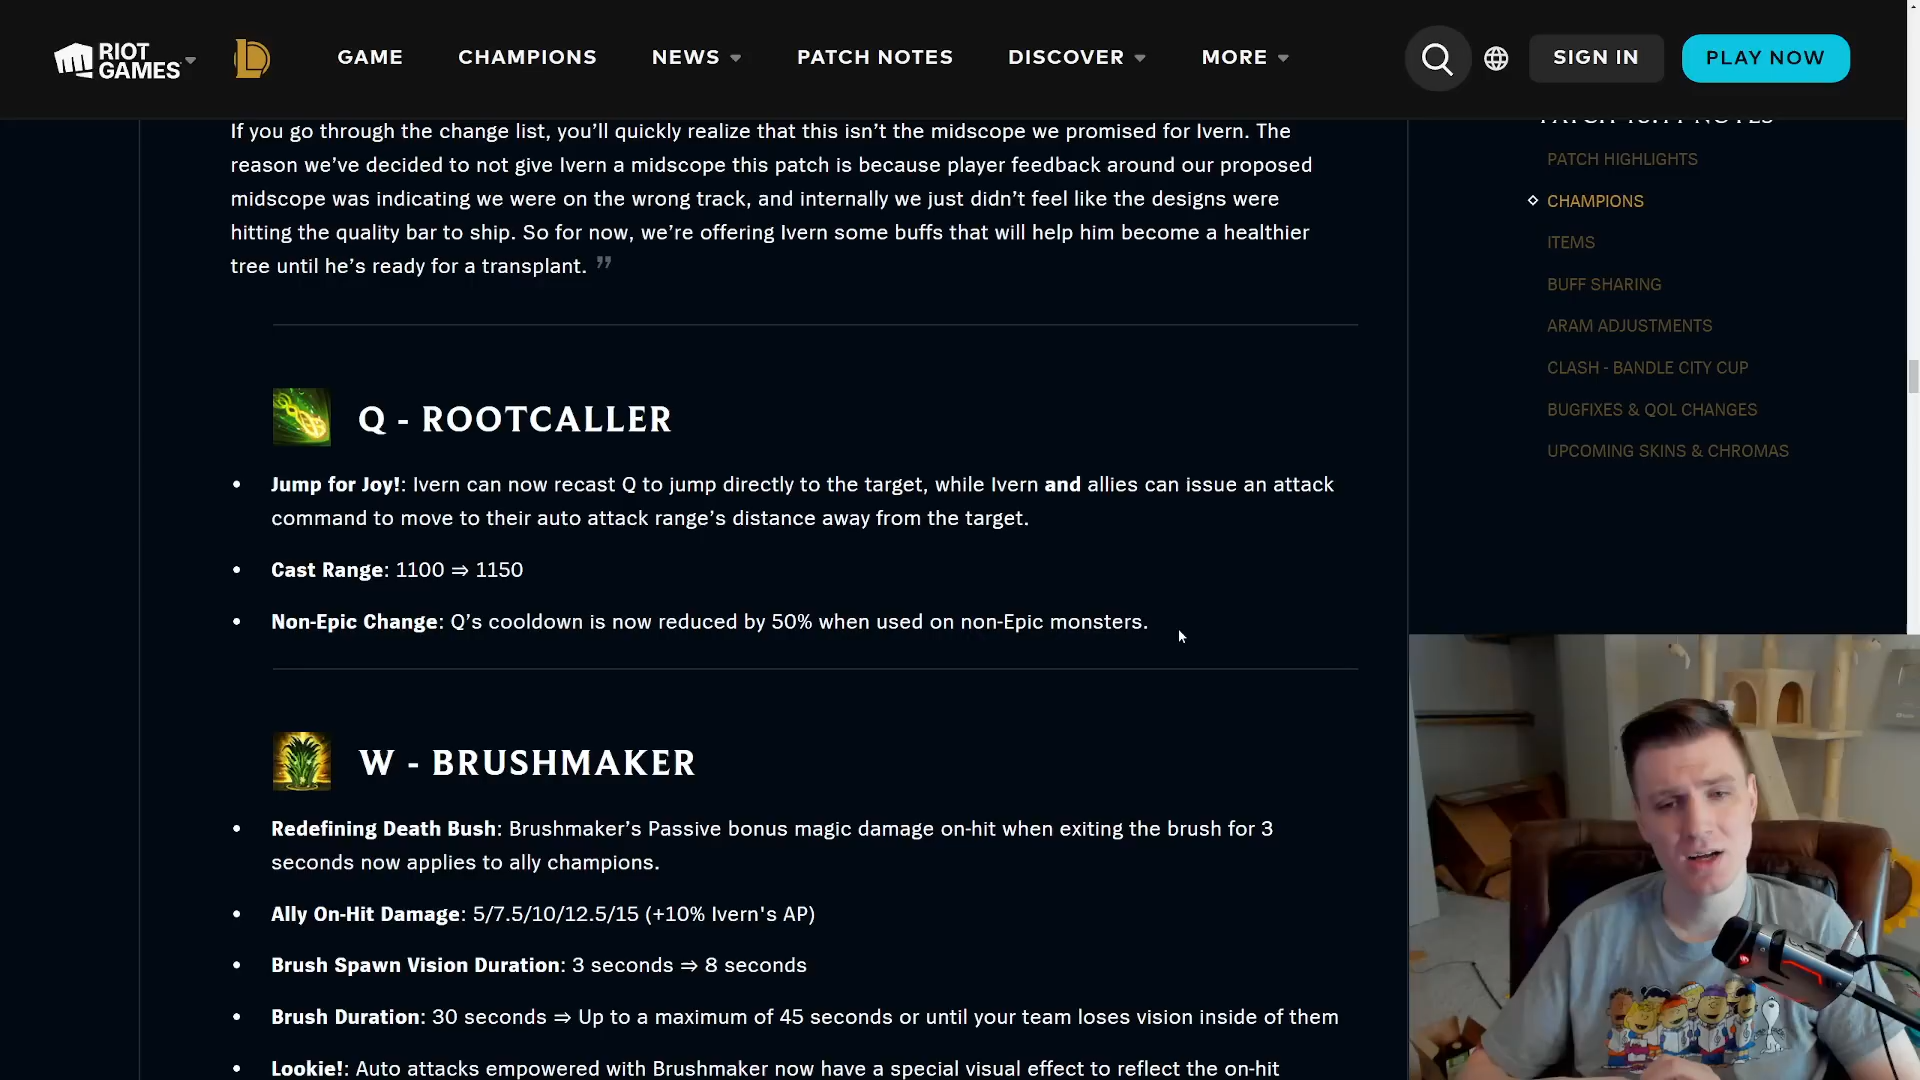 RIOT
GAMES
GAME
CHAMPIONS
NEWS
PATCH NOTES
DISCOVER
MORE
SIGN IN
PLAY NOW
If you go through the change list, you’ll quickly realize that this isn’t the midscope we promised for Ivern. The
reason we’ve decided to not give Ivern a midscope this patch is because player feedback around our proposed
midscope was indicating we were on the wrong track, and internally we just didn’t feel like the designs were
hitting the quality bar to ship. So for now, we’re offering Ivern some buffs that will help him become a healthier
tree until he’s ready for a transplant. ”
Q - ROOTCALLER
• Jump for Joy!: Ivern can now recast Q to jump directly to the target, while Ivern and allies can issue an attack
command to move to their auto attack range’s distance away from the target.
• Cast Range: 1100 ⇒ 1150
• Non-Epic Change: Q’s cooldown is now reduced by 50% when used on non-Epic monsters.
W - BRUSHMAKER
• Redefining Death Bush: Brushmaker’s Passive bonus magic damage on-hit when exiting the brush for 3
seconds now applies to ally champions.
• Ally On-Hit Damage: 5/7.5/10/12.5/15 (+10% Ivern's AP)
• Brush Spawn Vision Duration: 3 seconds ⇒ 8 seconds
• Brush Duration: 30 seconds ⇒ Up to a maximum of 45 seconds or until your team loses vision inside of them
• Lookie!: Auto attacks empowered with Brushmaker now have a special visual effect to reflect the on-hit
PATCH HIGHLIGHTS
CHAMPIONS
ITEMS
BUFF SHARING
ARAM ADJUSTMENTS
CLASH - BANDLE CITY CUP
BUGFIXES & QOL CHANGES
UPCOMING SKINS & CHROMAS